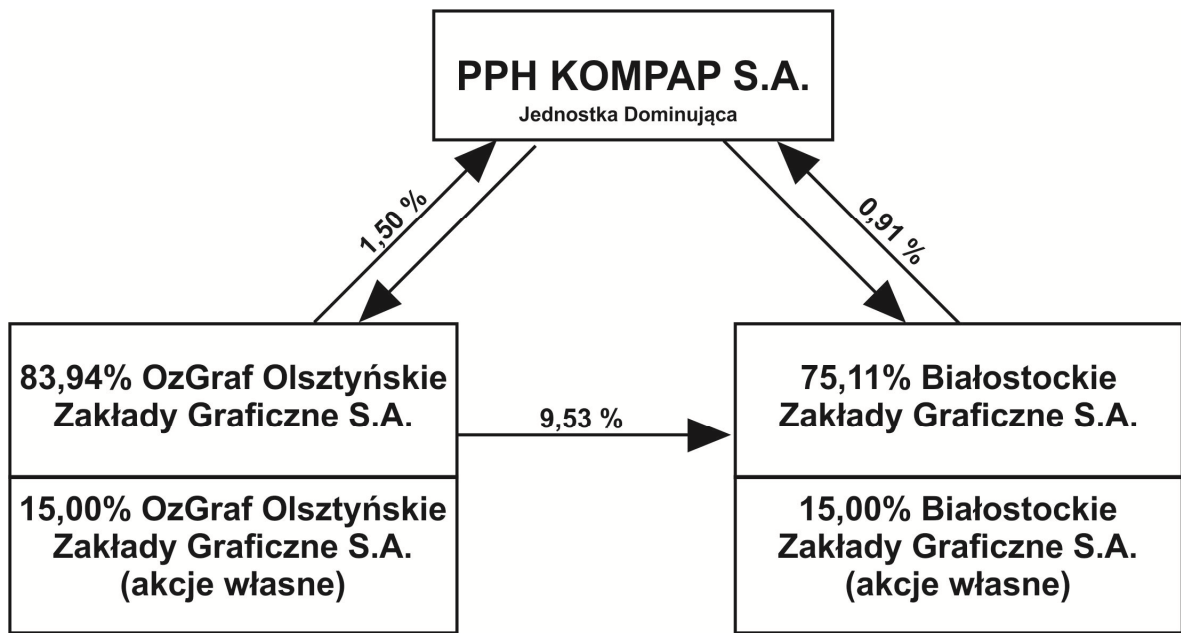 PPH KOMPAP S.A.
Jednostka Dominująca
1,50 %
0,91 %
83,94% OzGraf Olsztyńskie
Zakłady Graficzne S.A.
9,53 %
75,11% Białostockie
Zakłady Graficzne S.A.
15,00% OzGraf Olsztyńskie
Zakłady Graficzne S.A.
(akcje własne)
15,00% Białostockie
Zakłady Graficzne S.A.
(akcje własne)